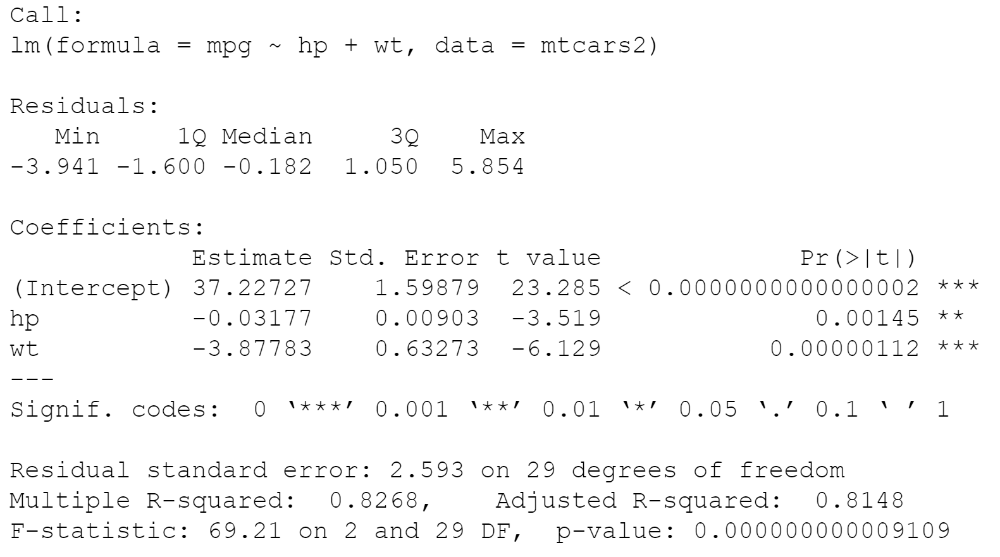 Call:
lm(formula = mpg ~ hp + wt, data = mtcars2)
Residuals:
   Min     1Q Median     3Q    Max
-3.941 -1.600 -0.182  1.050  5.854
Coefficients:
            Estimate Std. Error t value             Pr(>|t|)
(Intercept) 37.22727    1.59879  23.285 < 0.0000000000000002 ***
hp          -0.03177    0.00903  -3.519              0.00145 **
wt          -3.87783    0.63273  -6.129           0.00000112 ***
---
Signif. codes:  0 ‘***’ 0.001 ‘**’ 0.01 ‘*’ 0.05 ‘.’ 0.1 ‘ ’ 1
Residual standard error: 2.593 on 29 degrees of freedom
Multiple R-squared:  0.8268,    Adjusted R-squared:  0.8148
F-statistic: 69.21 on 2 and 29 DF,  p-value: 0.000000000009109